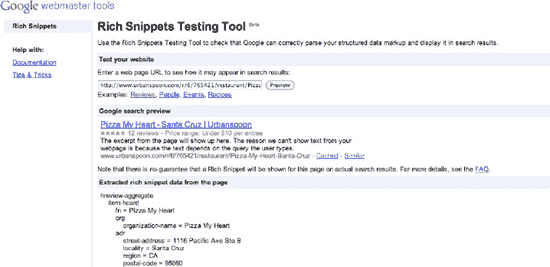 Google webmaster tools
Rich Snippets
Help with:
Documentation
Tips & Tricks
Rich Snippets Testing Tool Beta
Use the Rich Snippets Testing Tool to check that Google can correctly parse your structured data markup and display it in search results.
Test your website
Enter a web page URL to see how it may appear in search results:
http://www.urbanspoon.com/r/6/765421/restaurant/Pizza Preview
Examples: Reviews, People, Events, Recipes
Google search preview
Pizza My Heart - Santa Cruz | Urbanspoon
★★★★★ 12 reviews - Price range: Under $10 per entree
The excerpt from the page will show up here. The reason we can't show text from your
webpage is because the text depends on the query the user types.
www.urbanspoon.com/r/6/765421/restaurant/Pizza-My-Heart-Santa-Cruz - Cached - Similar
Note that there is no guarantee that a Rich Snippet will be shown for this page on actual search results. For more details, see the FAQ.
Extracted rich snippet data from the page
hreview-aggregate
item hcard
fn = Pizza My Heart
org
organization-name = Pizza My Heart
adr
street-address = 1116 Pacific Ave Ste B
locality = Santa Cruz
region = CA
postal-code = 95060